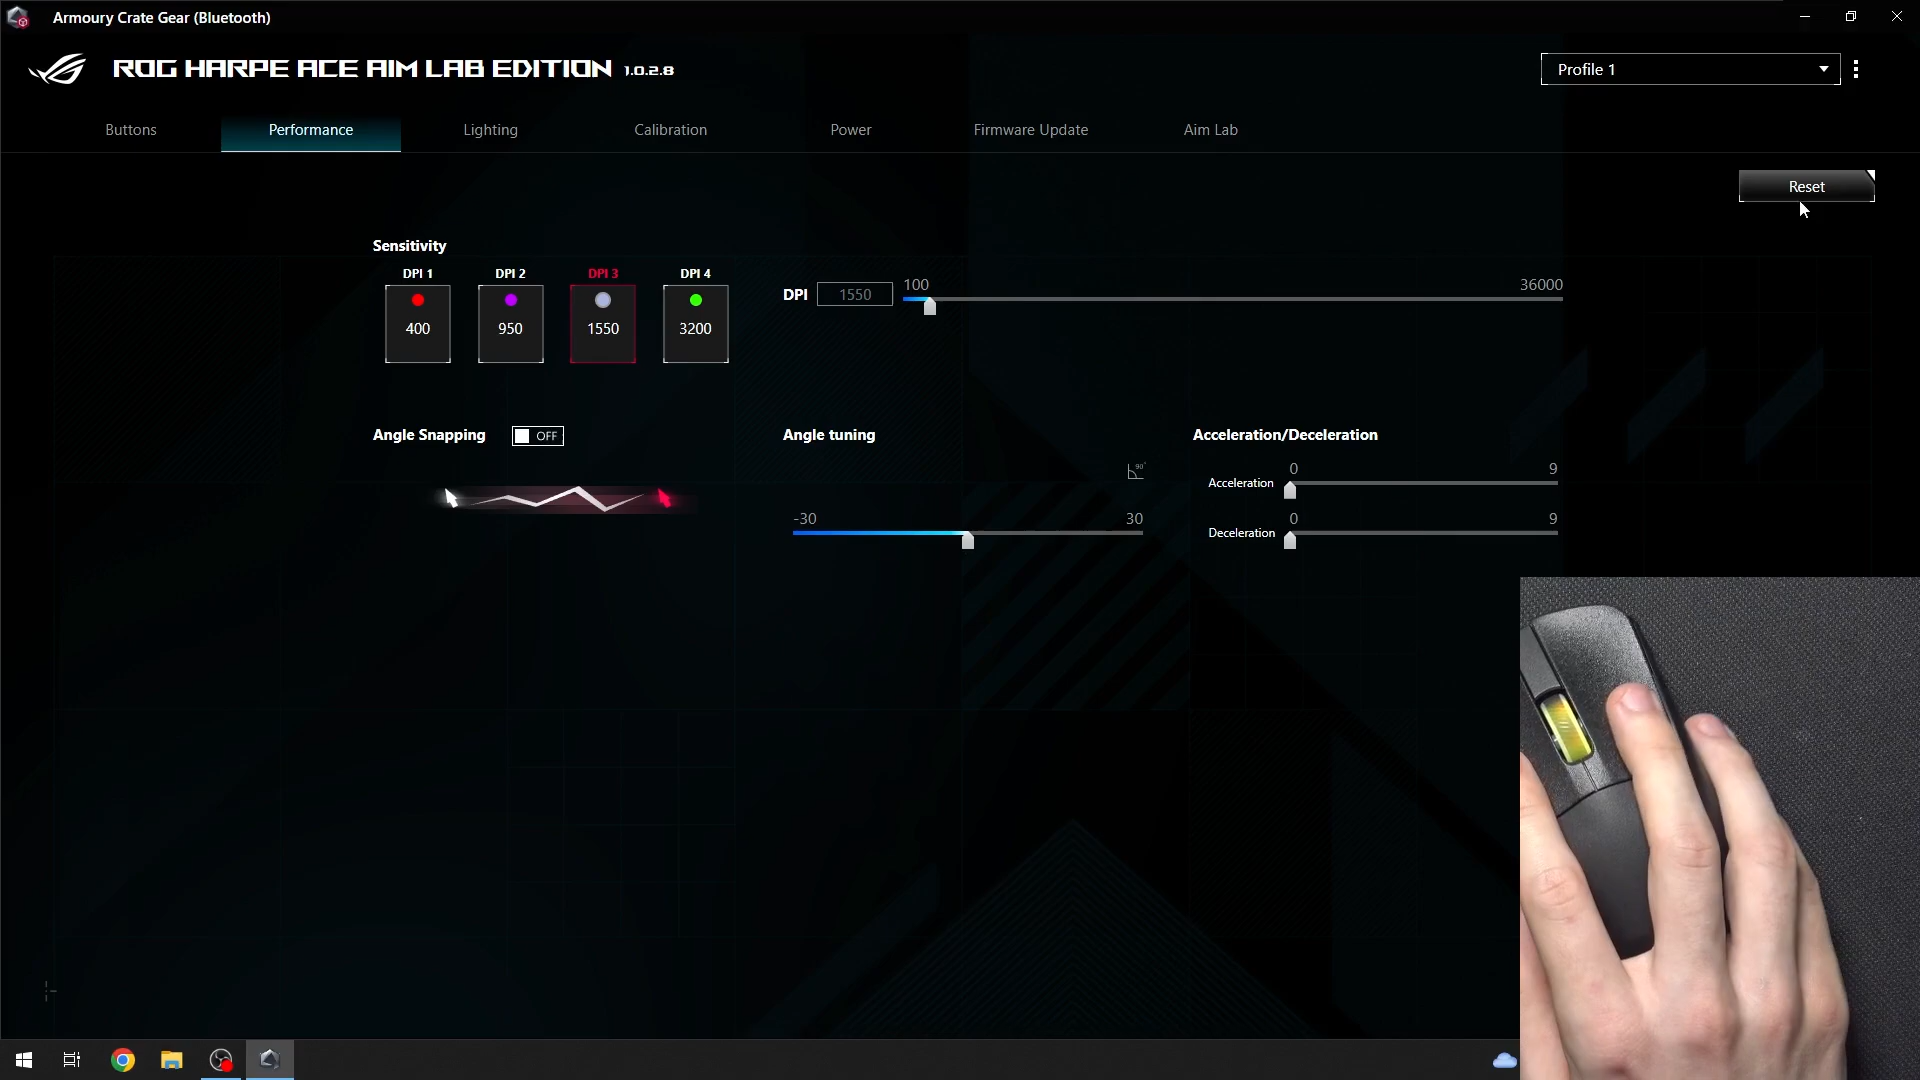 Armoury Crate Gear (Bluetooth)
ROG HARPE ACE AIM LAB EDITION 1.0.2.8
Profile 1
Buttons
Performance
Lighting
Calibration
Power
Firmware Update
Aim Lab
Reset
Sensitivity
DPI 1
DPI 2
DPI 3
DPI 4
400
950
1550
3200
DPI
1550
100
36000
Angle Snapping
OFF
Angle tuning
90°
-30
30
Acceleration/Deceleration
Acceleration
0
9
Deceleration
0
9